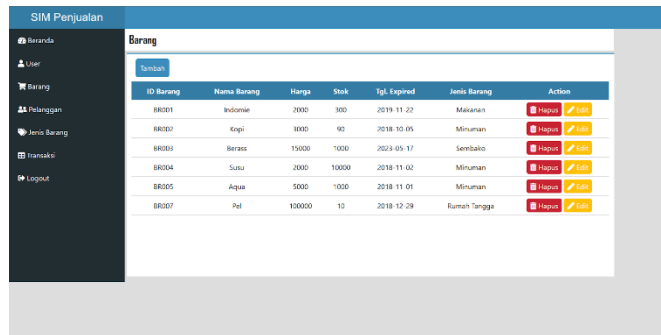 SIM Penjualan
Beranda
User
Barang
Pelanggan
Jenis Barang
Transaksi
Logout
Barang
Tambah
ID Barang Nama Barang Harga Stok Tgl. Expired Jenis Barang Action
BR001 Indomie 2000 300 2019-11-22 Makanan Hapus Edit
BR002 Kopi 3000 90 2018-10-05 Minuman Hapus Edit
BR003 Berass 15000 1000 2023-05-17 Sembako Hapus Edit
BR004 Susu 2000 10000 2018-11-02 Minuman Hapus Edit
BR005 Aqua 5000 1000 2018-11-01 Minuman Hapus Edit
BR007 Pel 100000 10 2018-12-29 Rumah Tangga Hapus Edit